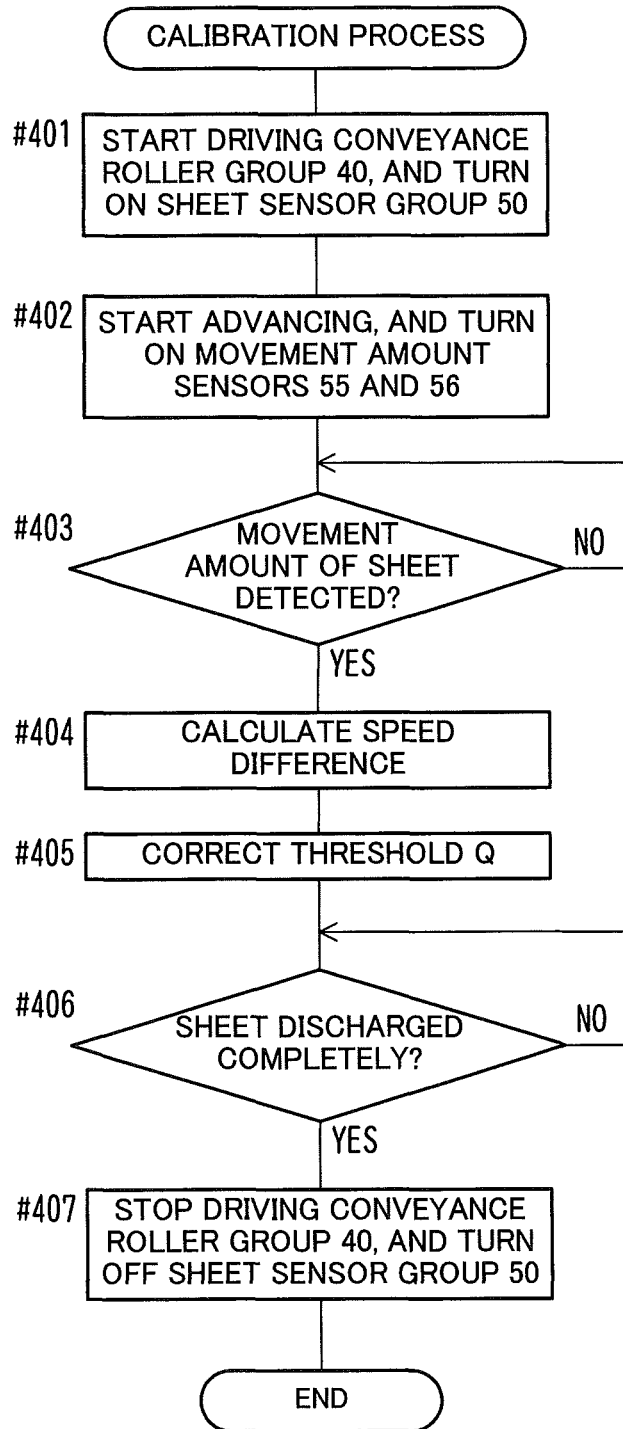 CALIBRATION PROCESS
#401
START DRIVING CONVEYANCE
ROLLER GROUP 40, AND TURN
ON SHEET SENSOR GROUP 50
#402
START ADVANCING, AND TURN
ON MOVEMENT AMOUNT
SENSORS 55 AND 56
#403
MOVEMENT
AMOUNT OF SHEET
DETECTED?
NO
YES
#404
CALCULATE SPEED
DIFFERENCE
#405
CORRECT THRESHOLD Q
#406
SHEET DISCHARGED
COMPLETELY?
NO
YES
#407
STOP DRIVING CONVEYANCE
ROLLER GROUP 40, AND TURN
OFF SHEET SENSOR GROUP 50
END